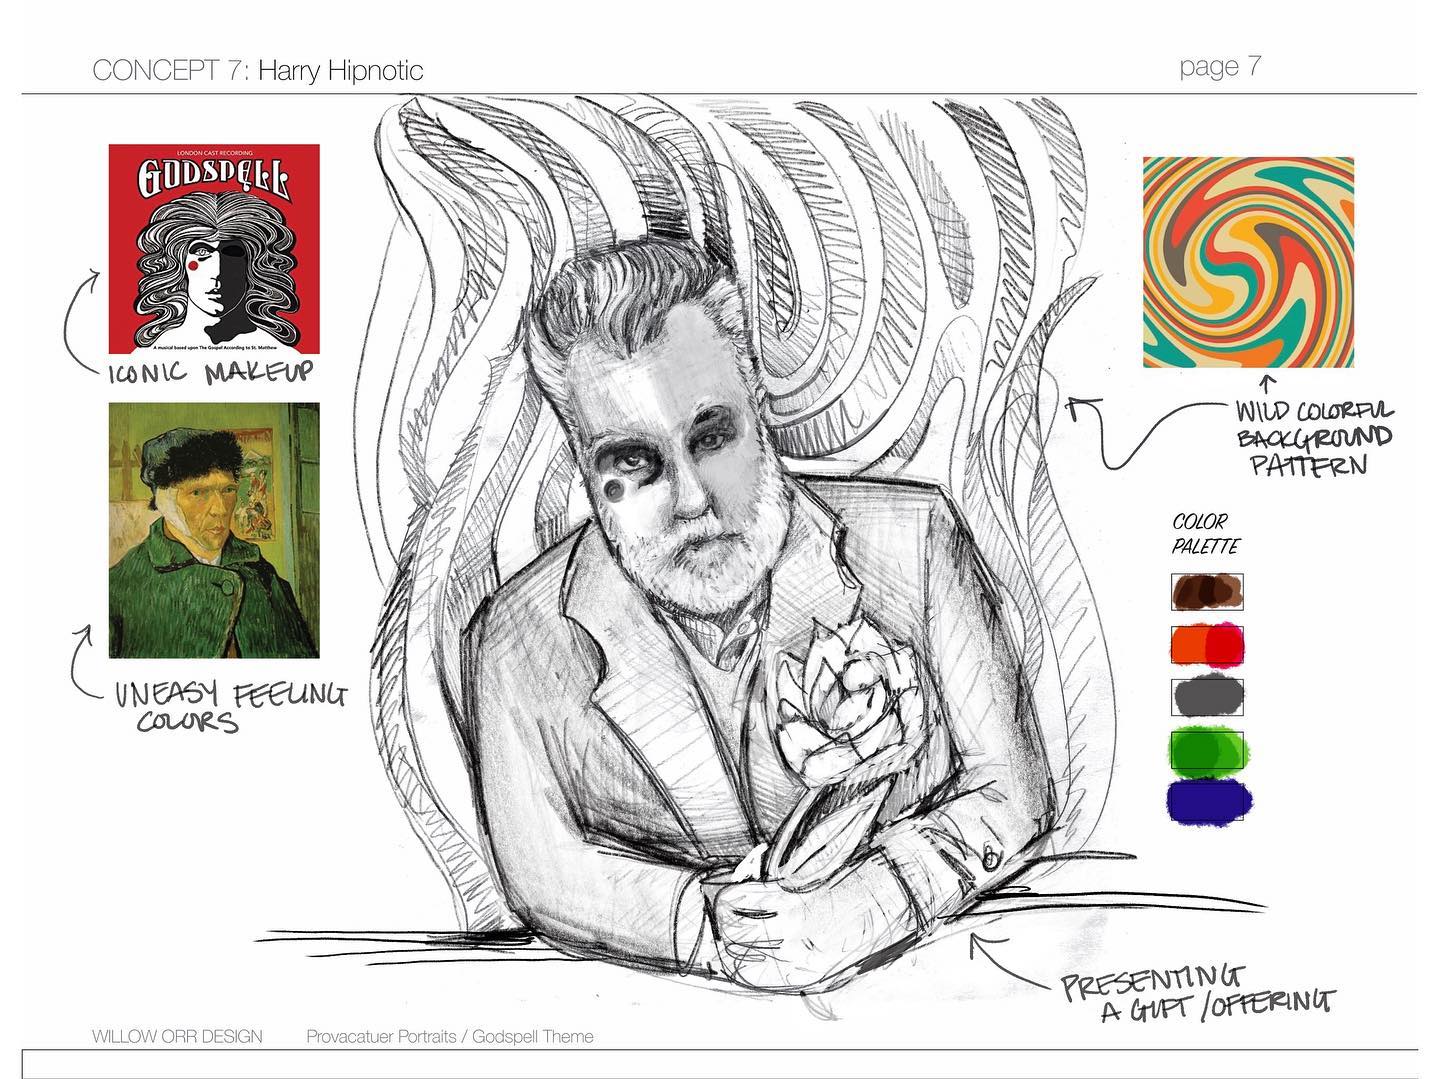 CONCEPT 7: Harry Hipnotic
page 7
LONDON CAST RECORDING
GODSPELL
A musical based upon The Gospel According to St. Matthew
ICONIC MAKEUP
UNEASY FEELING
COLORS
WILD COLORFUL
BACKGROUND
PATTERN
COLOR
PALETTE
PRESENTING
A GIFT / OFFERING
WILLOW ORR DESIGN
Provacatuer Portraits / Godspell Theme